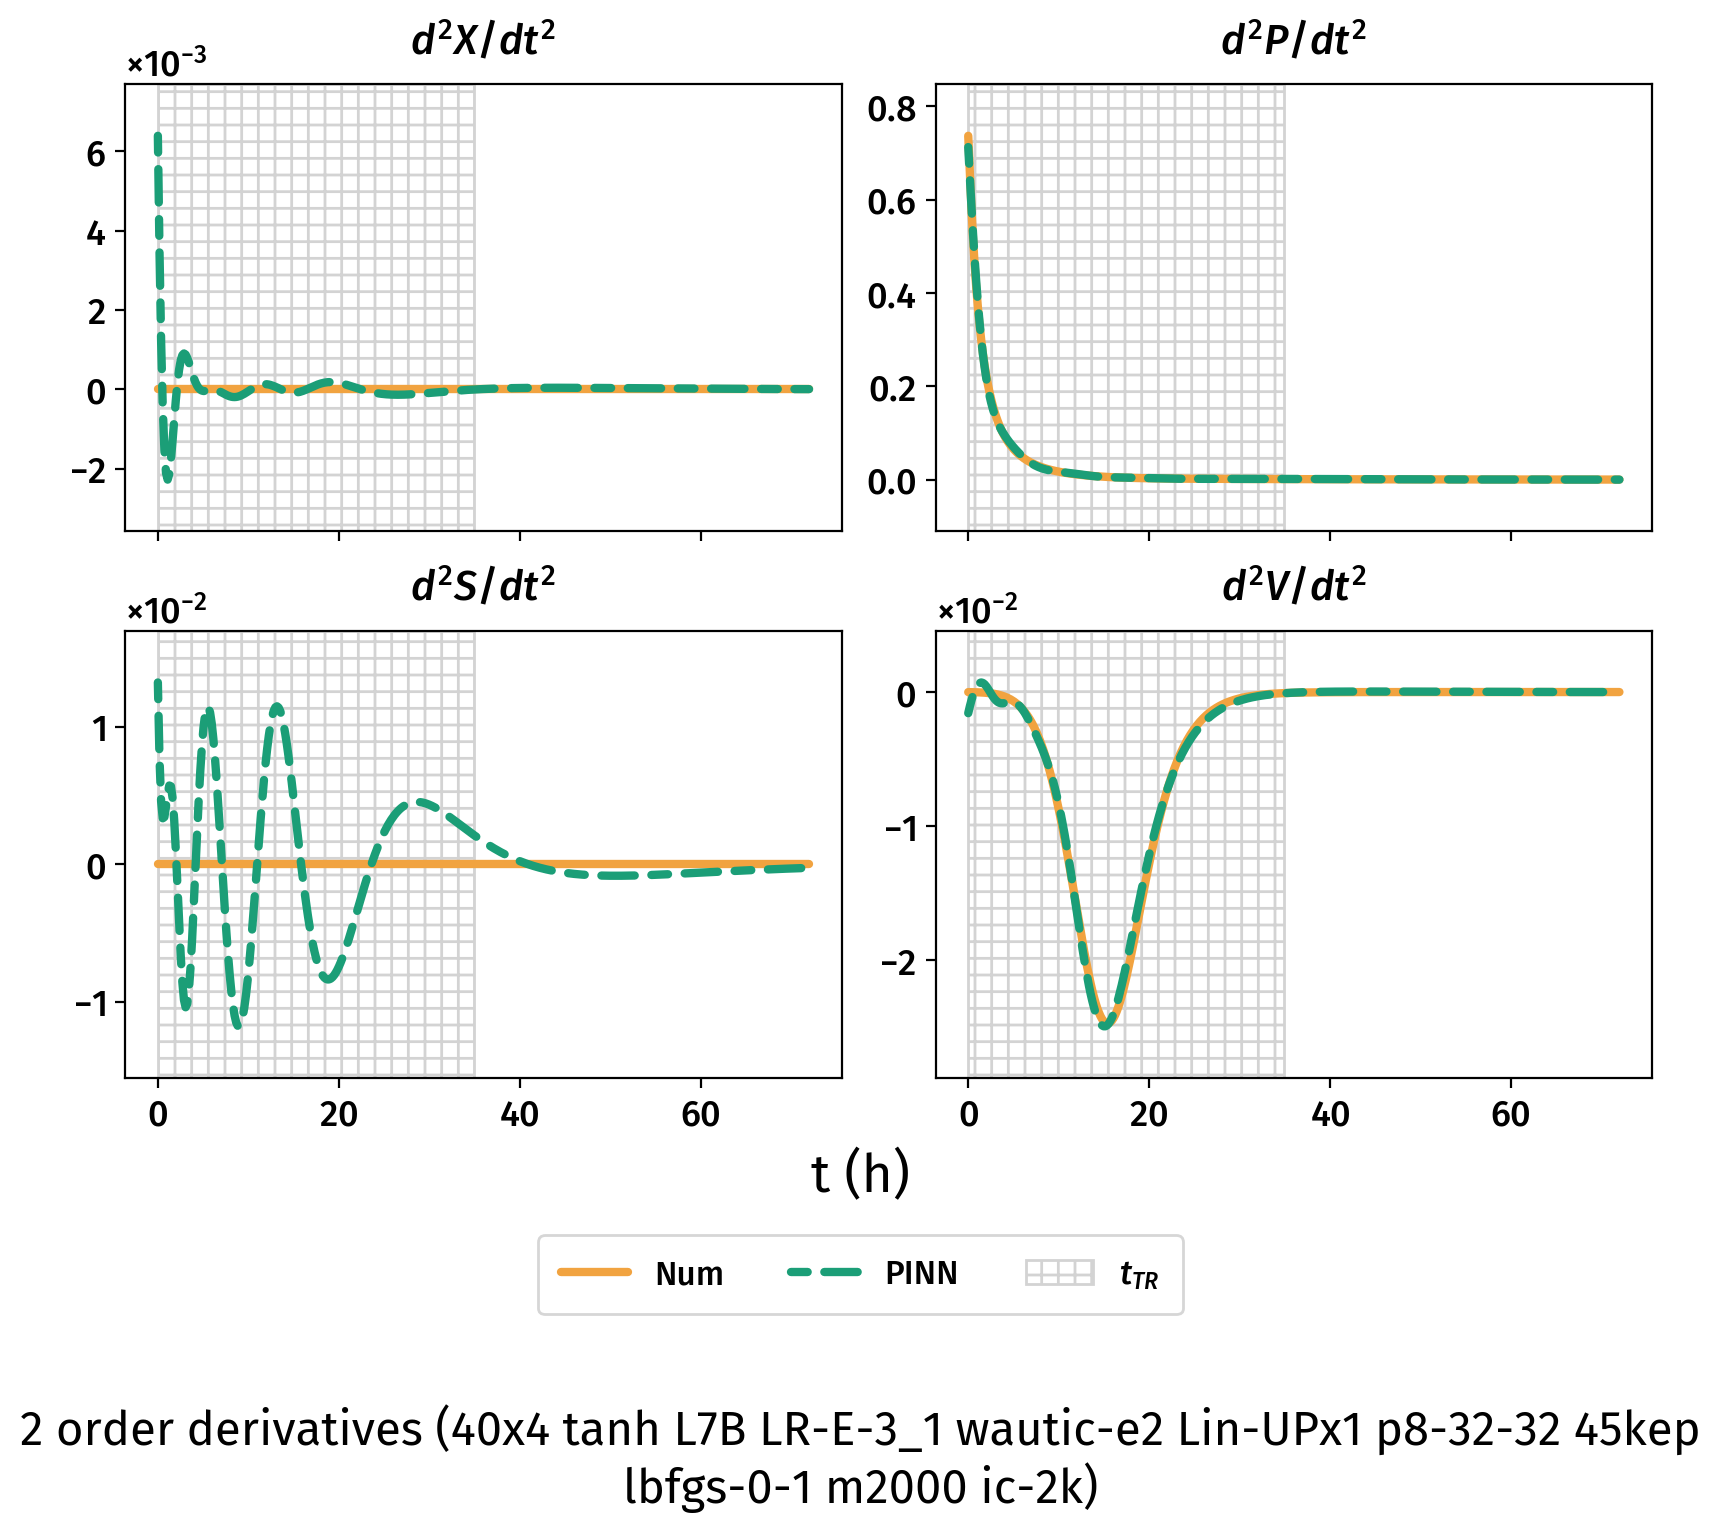 d²X/dt²
×10⁻³
6
4
2
0
−2
d²P/dt²
0.8
0.6
0.4
0.2
0.0
d²S/dt²
×10⁻²
1
0
−1
0 20 40 60
d²V/dt²
×10⁻²
0
−1
−2
0 20 40 60
t (h)
Num PINN t_TR
2 order derivatives (40x4 tanh L7B LR-E-3_1 wautic-e2 Lin-UPx1 p8-32-32 45kep
lbfgs-0-1 m2000 ic-2k)